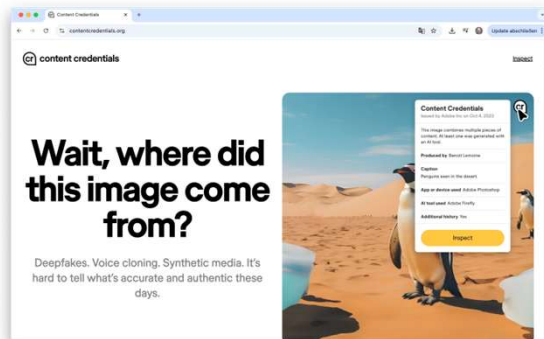 Content Credentials
contentcredentials.org
Update abschließen
cr content credentials
Inspect
Wait, where did
this image come
from?
Deepfakes. Voice cloning. Synthetic media. It's
hard to tell what's accurate and authentic these
days.
Content Credentials
Issued by Adobe Inc on Oct 6, 2023
This image combines multiple pieces of
content. At least one was generated with
an AI tool.
Produced by Benoit Lemoine
Caption
Penguins seen in the desert
App or device used Adobe Photoshop
AI tool used Adobe Firefly
Additional history Yes
Inspect
cr